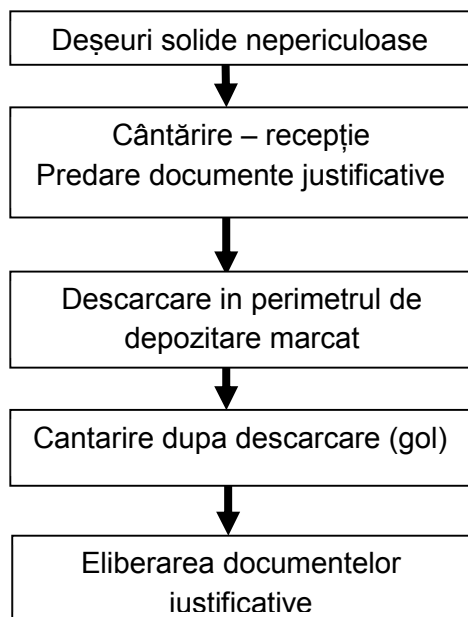 Deșeuri solide nepericuloase
Cântărire – recepție
Predare documente justificative
Descarcare in perimetrul de
depozitare marcat
Cantarire dupa descarcare (gol)
Eliberarea documentelor
justificative